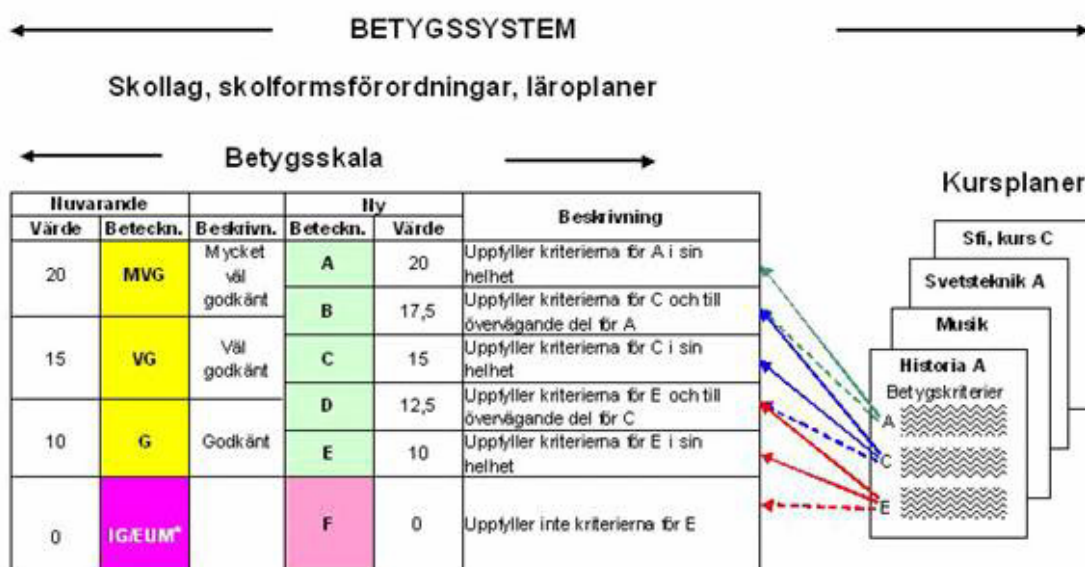 BETYGSSYSTEM
Skollag, skolformsförordningar, läroplaner
Betygsskala
Kursplaner
Nuvarande
Ny
Beskrivning
Värde Beteckn. Beskrivn. Beteckn. Värde
20 MVG
Mycket
väl
godkänt
A 20
Uppfyller kriterierna för A i sin
helhet
B 17,5
Uppfyller kriterierna för C och till
övervägande del för A
15 VG
Väl
godkänt
C 15
Uppfyller kriterierna för C i sin
helhet
D 12,5
Uppfyller kriterierna för E och till
övervägande del för C
10 G Godkänt
E 10
Uppfyller kriterierna för E i sin
helhet
0 IG/EUM*
F 0 Uppfyller inte kriterierna för E
Sfi, kurs C
Svetsteknik A
Musik
Historia A
Betygskriterier
A
C
E